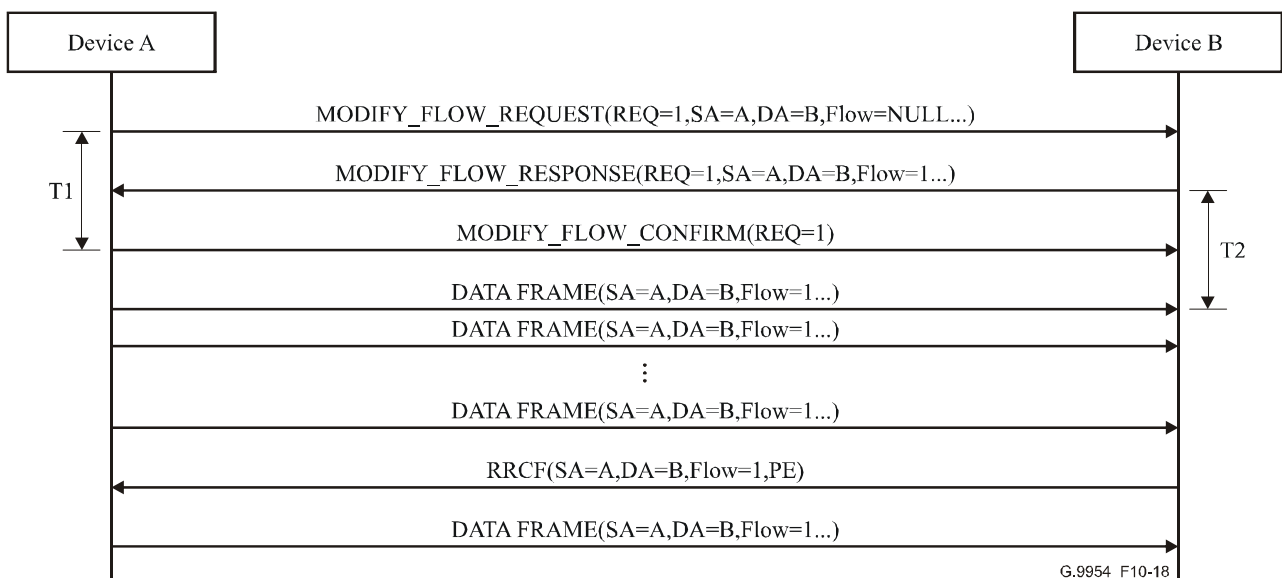 Device A
Device B
MODIFY_FLOW_REQUEST(REQ=1,SA=A,DA=B,Flow=NULL...)
MODIFY_FLOW_RESPONSE(REQ=1,SA=A,DA=B,Flow=1...)
T1
MODIFY_FLOW_CONFIRM(REQ=1)
T2
DATA FRAME(SA=A,DA=B,Flow=1...)
DATA FRAME(SA=A,DA=B,Flow=1...)
⋮
DATA FRAME(SA=A,DA=B,Flow=1...)
RRCF(SA=A,DA=B,Flow=1,PE)
DATA FRAME(SA=A,DA=B,Flow=1...)
G.9954_F10-18